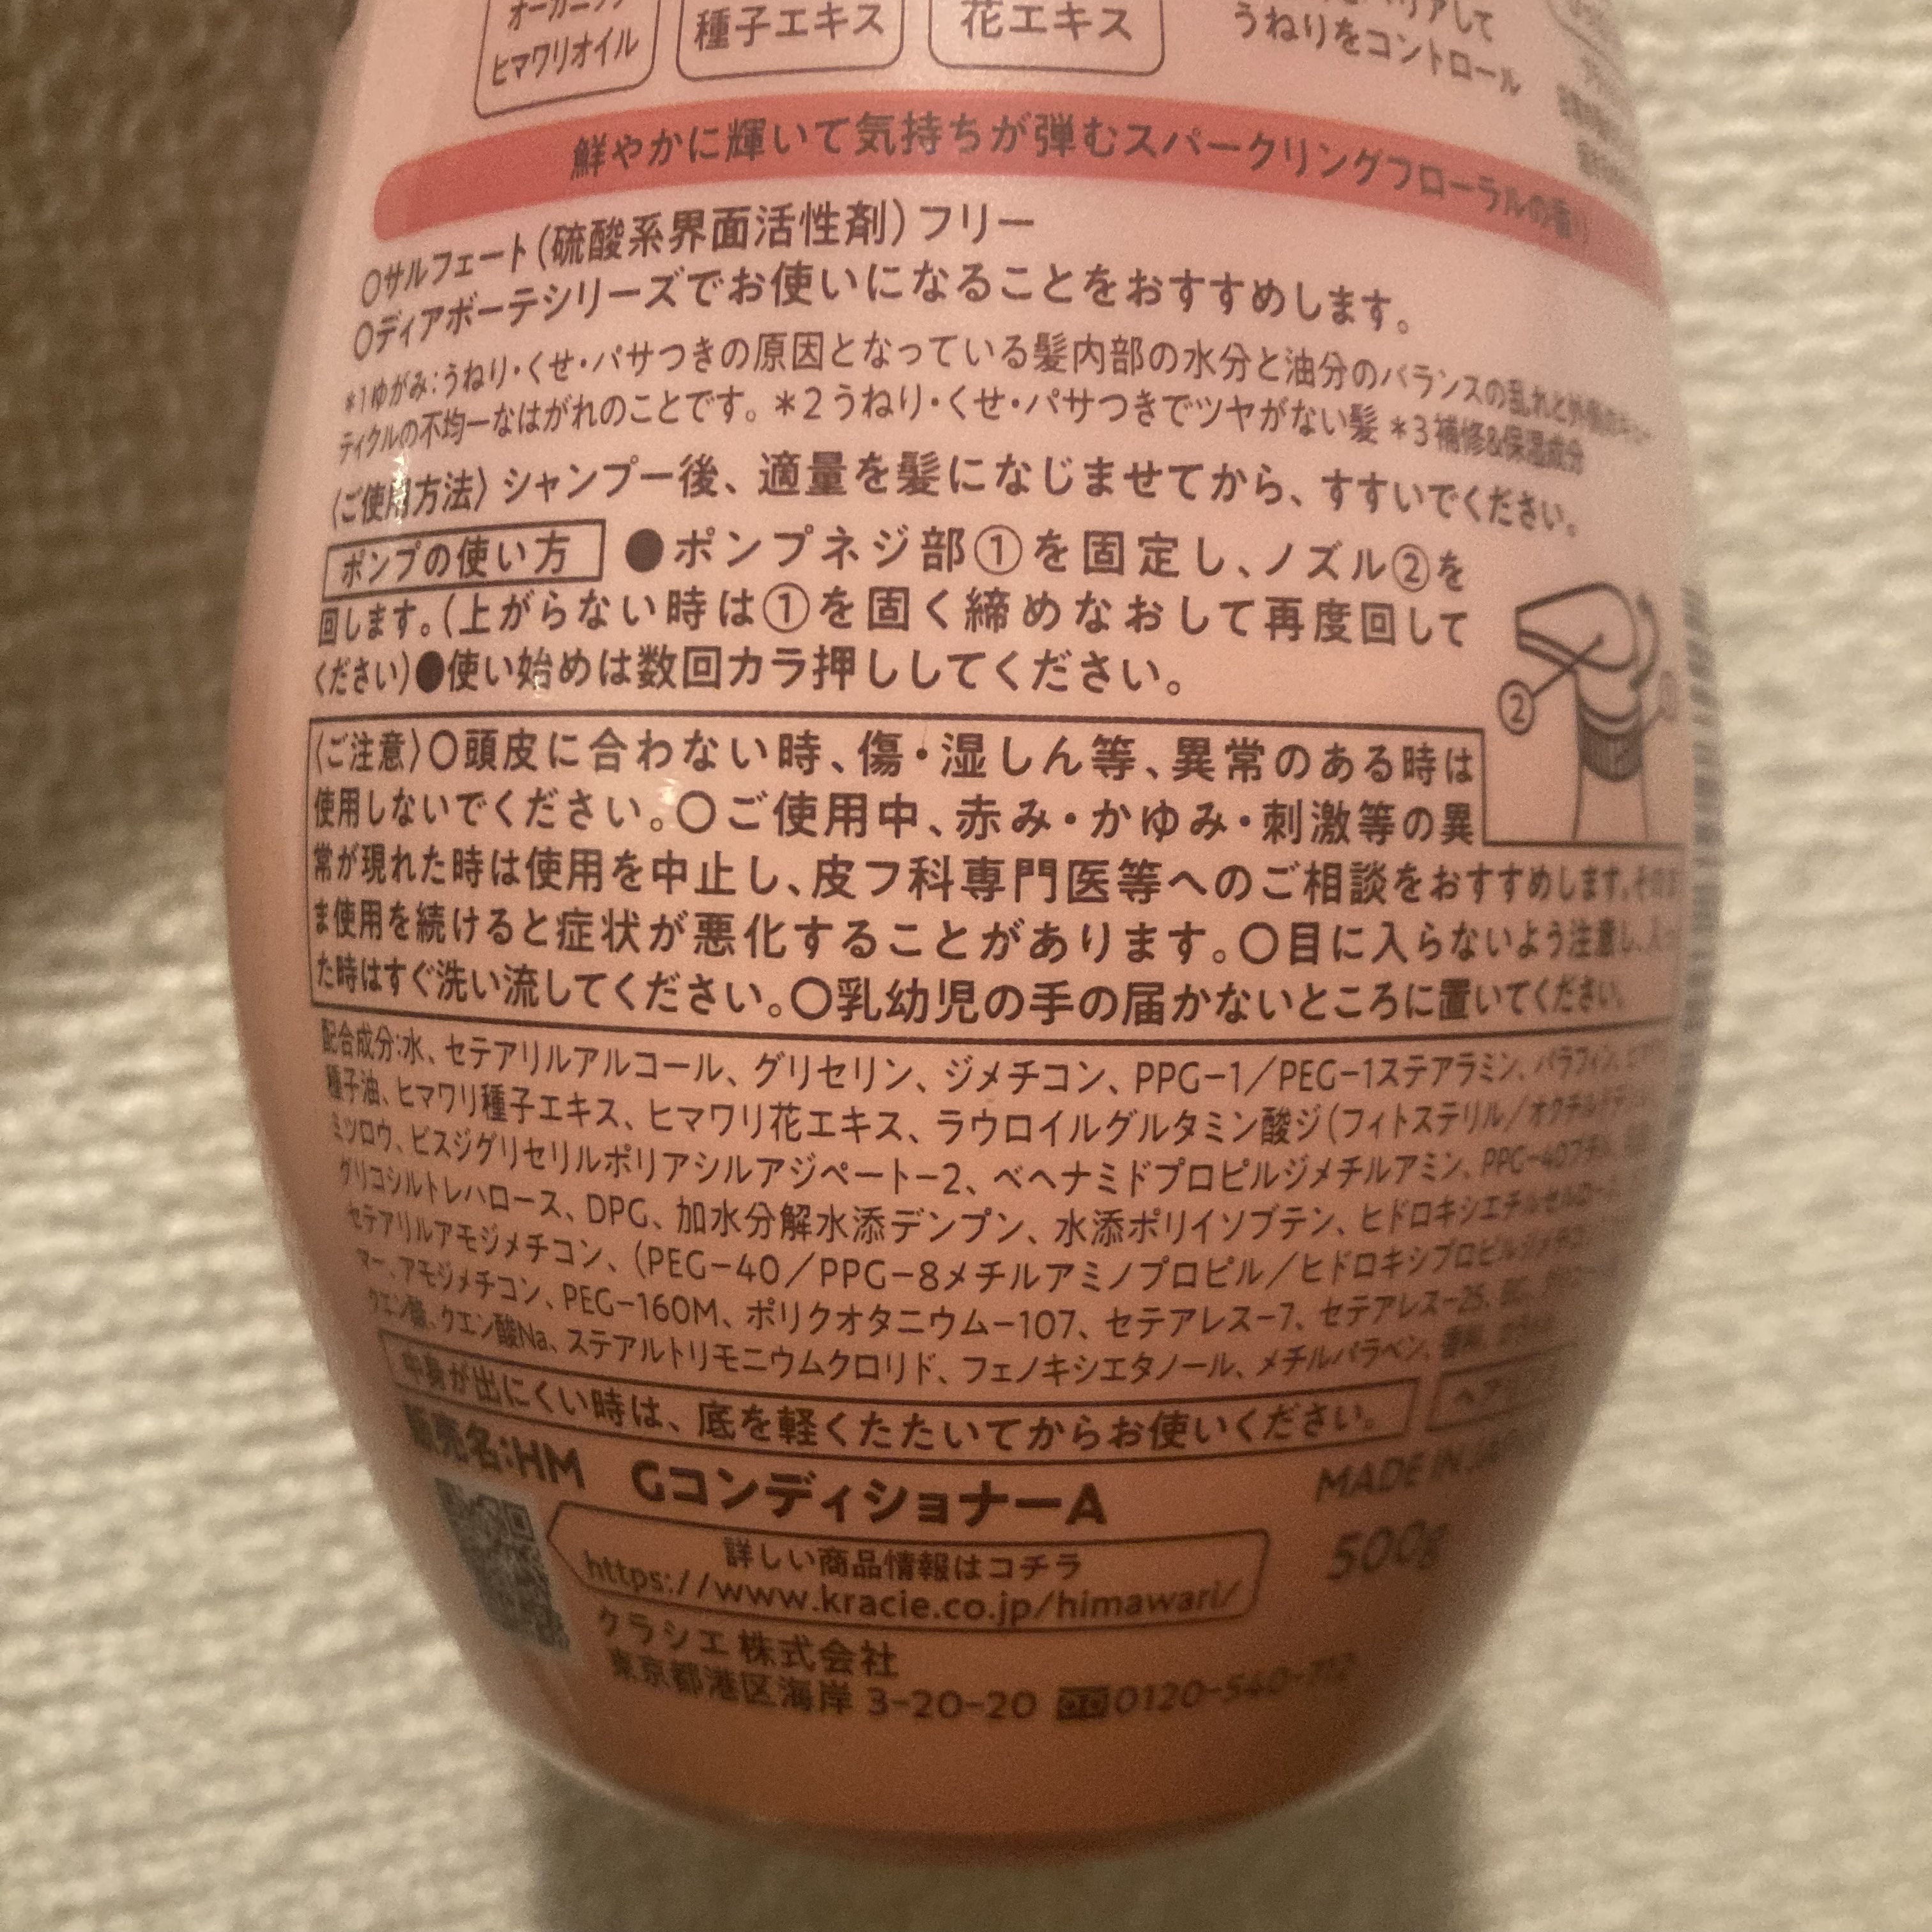 ヒマワリオイル
種子エキス
花エキス
うねりをコントロール
鮮やかに輝いて気持ちが弾むスパークリングフローラルの香り
○サルフェート(硫酸系界面活性剤)フリー
○ディアボーテシリーズでお使いになることをおすすめします。
*1ゆがみ:うねり・くせ・パサつきの原因となっている髪内部の水分と油分のバランスの乱れと
ティクルの不均一なはがれのことです。*2うねり・くせ・パサつきでツヤがない髪 *3補修&保湿成分
〈ご使用方法〉シャンプー後、適量を髪になじませてから、すすいでください。
ポンプの使い方 ●ポンプネジ部①を固定し、ノズル②を
回します。(上がらない時は①を固く締めなおして再度回して
ください)●使い始めは数回カラ押ししてください。
②
〈ご注意〉○頭皮に合わない時、傷・湿しん等、異常のある時は
使用しないでください。○ご使用中、赤み・かゆみ・刺激等の異
常が現れた時は使用を中止し、皮フ科専門医等へのご相談をおすすめします。そのま
ま使用を続けると症状が悪化することがあります。○目に入らないよう注意し、
た時はすぐ洗い流してください。○乳幼児の手の届かないところに置いてください。
配合成分:水、セテアリルアルコール、グリセリン、ジメチコン、PPG-1/PEG-1ステアラミン、パラフィン、
種子油、ヒマワリ種子エキス、ヒマワリ花エキス、ラウロイルグルタミン酸ジ(フィトステリル/
ミツロウ、ビスジグリセリルポリアシルアジペート-2、ベヘナミドプロピルジメチルアミン、
グリコシルトレハロース、DPG、加水分解水添デンプン、水添ポリイソブテン、
セテアリルアモジメチコン、(PEG-40/PPG-8メチルアミノプロピル/
マー、アモジメチコン、PEG-160M、ポリクオタニウム-107、セテアレス-7、セテアレス-25、
クエン酸、クエン酸Na、ステアルトリモニウムクロリド、フェノキシエタノール、メチルパラベン、香料、
中身が出にくい時は、底を軽くたたいてからお使いください。
販売名:HM GコンディショナーA
MADE IN
500g
詳しい商品情報はコチラ
https://www.kracie.co.jp/himawari/
クラシエ株式会社
東京都港区海岸 3-20-20 0120-540-712